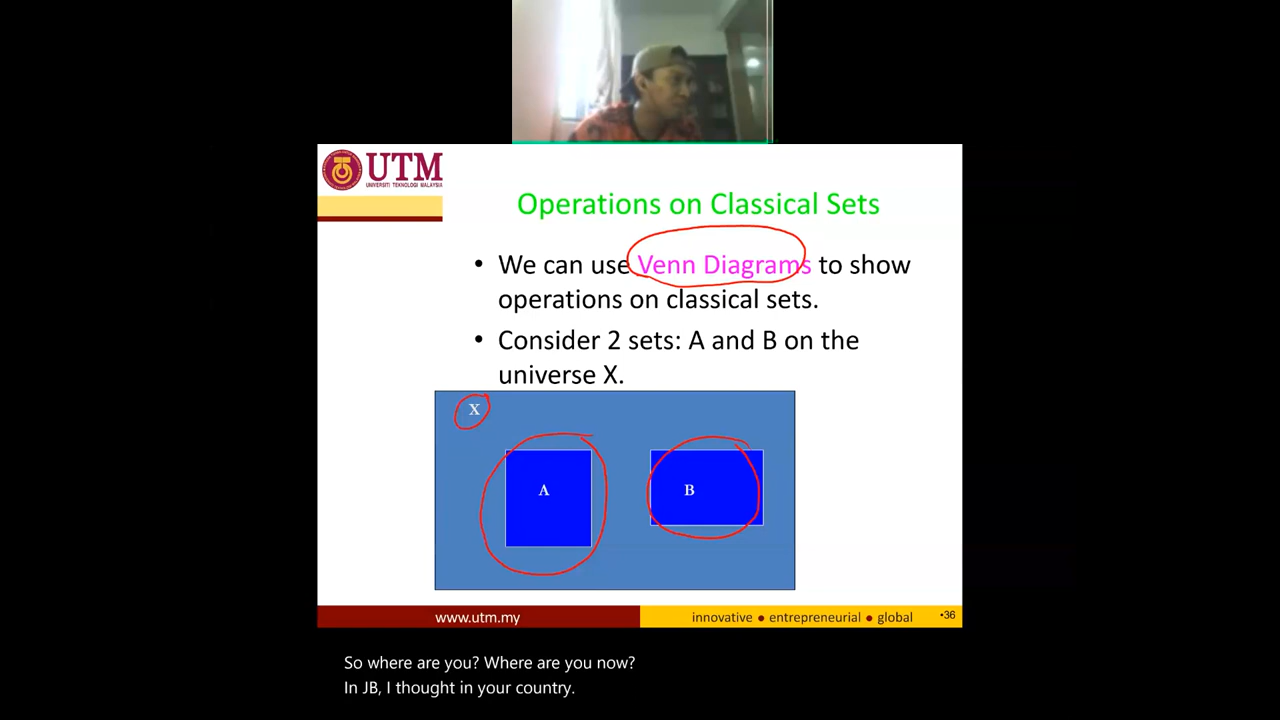 UTM
UNIVERSITI TEKNOLOGI MALAYSIA
Operations on Classical Sets
• We can use Venn Diagrams to show
operations on classical sets.
• Consider 2 sets: A and B on the
universe X.
X
A
B
www.utm.my
innovative ● entrepreneurial ● global
•36
So where are you? Where are you now?
In JB, I thought in your country.